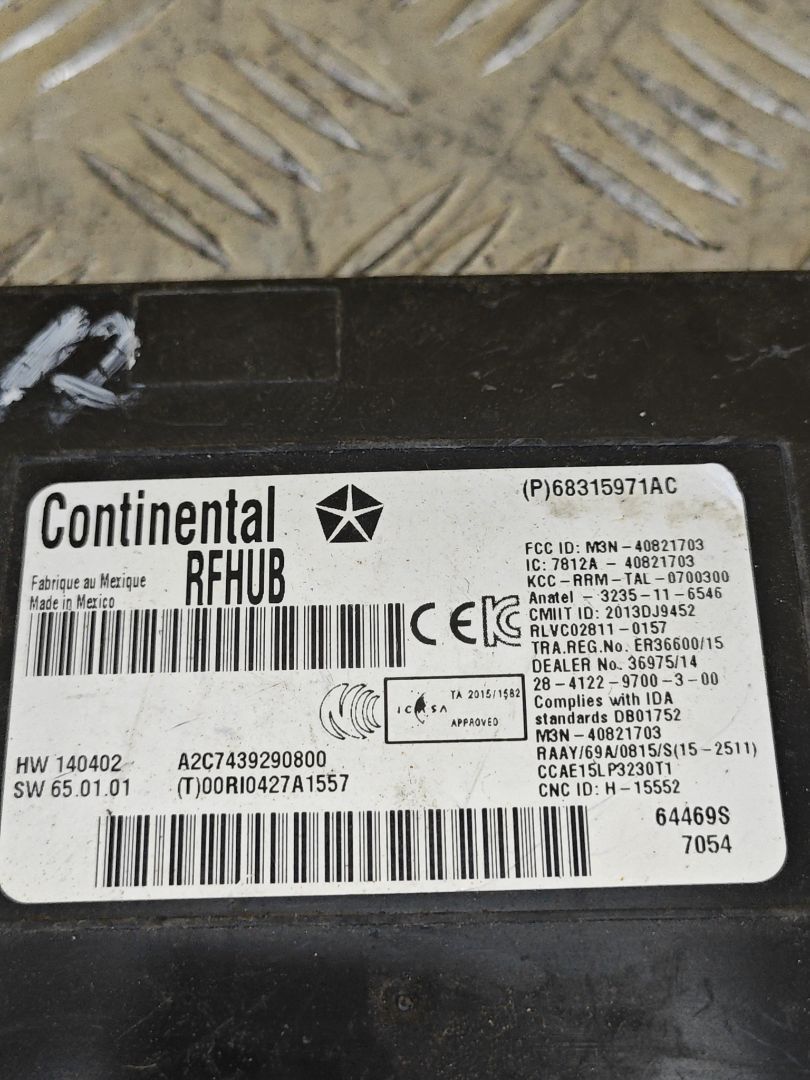 Continental
RFHUB
(P)68315971AC
Fabrique au Mexique
Made in Mexico
FCC ID: M3N-40821703
IC: 7812A - 40821703
KCC-RRM-TAL-0700300
Anatel - 3235-11-6546
CMIIT ID: 2013DJ9452
RLVC02811-0157
TRA.REG.No. ER36600/15
DEALER No. 36975/14
28-4122-9700-3-00
Complies with IDA
standards DB01752
M3N-40821703
RAAY/69A/0815/S(15-2511)
CCAE15LP3230T1
CNC ID: H-15552
CE
ICASA
TA 2015/1582
APPROVED
HW 140402
A2C7439290800
SW 65.01.01
(T)00RI0427A1557
64469S
7054